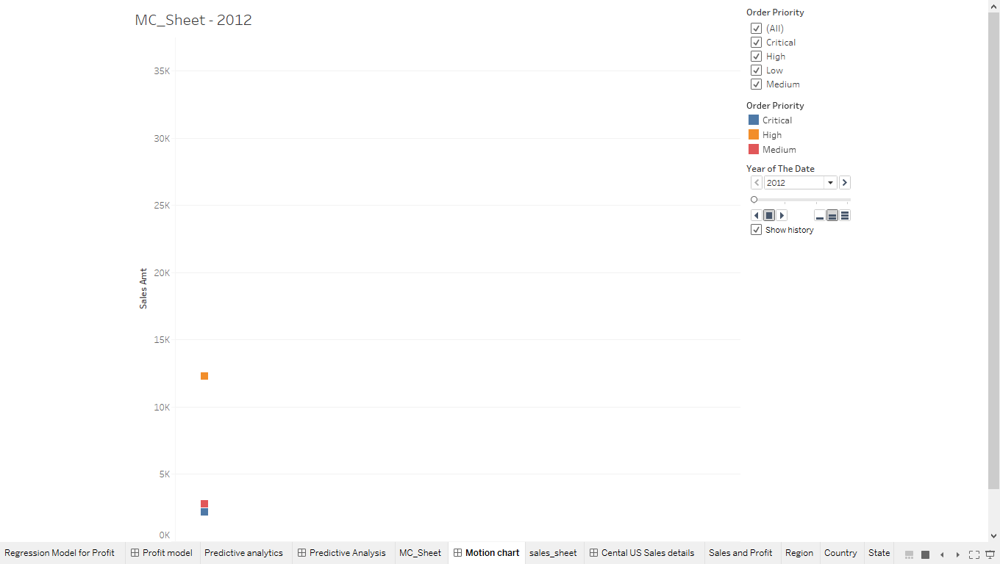 MC_Sheet - 2012
35K
30K
25K
20K
15K
10K
5K
0K
Sales Amt
Order Priority
(All)
Critical
High
Low
Medium
Order Priority
Critical
High
Medium
Year of The Date
2012
Show history
Regression Model for Profit
Profit model
Predictive analytics
Predictive Analysis
MC_Sheet
Motion chart
sales_sheet
Cental US Sales details
Sales and Profit
Region
Country
State